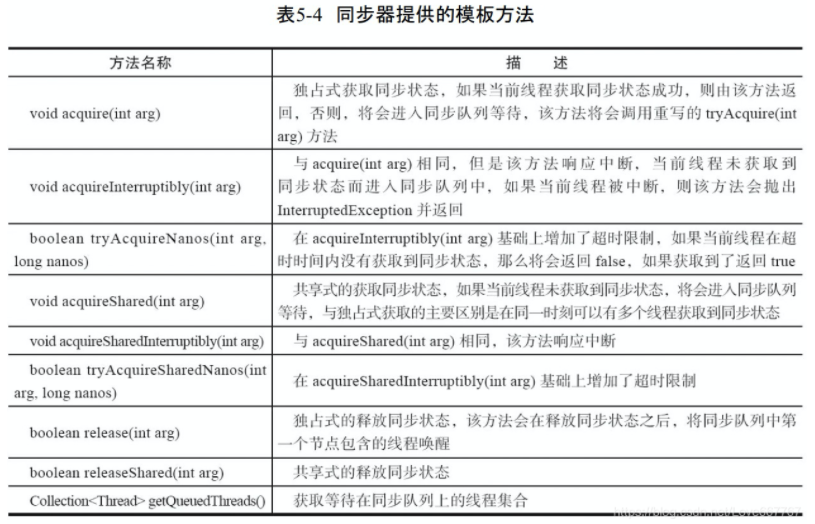 表5-4 同步器提供的模板方法
方法名称 描 述
void acquire(int arg)
独占式获取同步状态，如果当前线程获取同步状态成功，则由该方法返
回，否则，将会进入同步队列等待，该方法将会调用重写的 tryAcquire(int
arg) 方法
void acquireInterruptibly(int arg)
与 acquire(int arg) 相同，但是该方法响应中断，当前线程未获取到
同步状态而进入同步队列中，如果当前线程被中断，则该方法会抛出
InterruptedException 并返回
boolean tryAcquireNanos(int arg,
long nanos)
在 acquireInterruptibly(int arg) 基础上增加了超时限制，如果当前线程在超
时时间内没有获取到同步状态，那么将会返回 false，如果获取到了返回 true
void acquireShared(int arg)
共享式的获取同步状态，如果当前线程未获取到同步状态，将会进入同步队列
等待，与独占式获取的主要区别是在同一时刻可以有多个线程获取到同步状态
void acquireSharedInterruptibly(int arg)
与 acquireShared(int arg) 相同，该方法响应中断
boolean tryAcquireSharedNanos(int
arg, long nanos)
在 acquireSharedInterruptibly(int arg) 基础上增加了超时限制
boolean release(int arg)
独占式的释放同步状态，该方法会在释放同步状态之后，将同步队列中第
一个节点包含的线程唤醒
boolean releaseShared(int arg)
共享式的释放同步状态
Collection<Thread> getQueuedThreads()
获取等待在同步队列上的线程集合